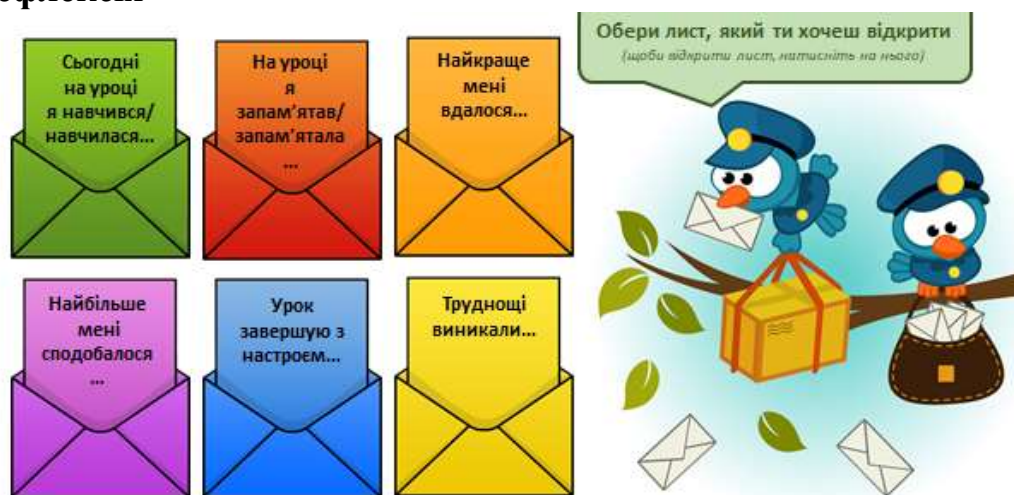 Сьогодні
на уроці
я навчився/
навчилася...
На уроці
я
запам'ятав/
запам'ятала
...
Найкраще
мені
вдалося...
Обери лист, який ти хочеш відкрити
(щоби відкрити лист, натисніть на нього)
Найбільше
мені
сподобалося
...
Урок
завершую з
настроєм...
Труднощі
виникали...